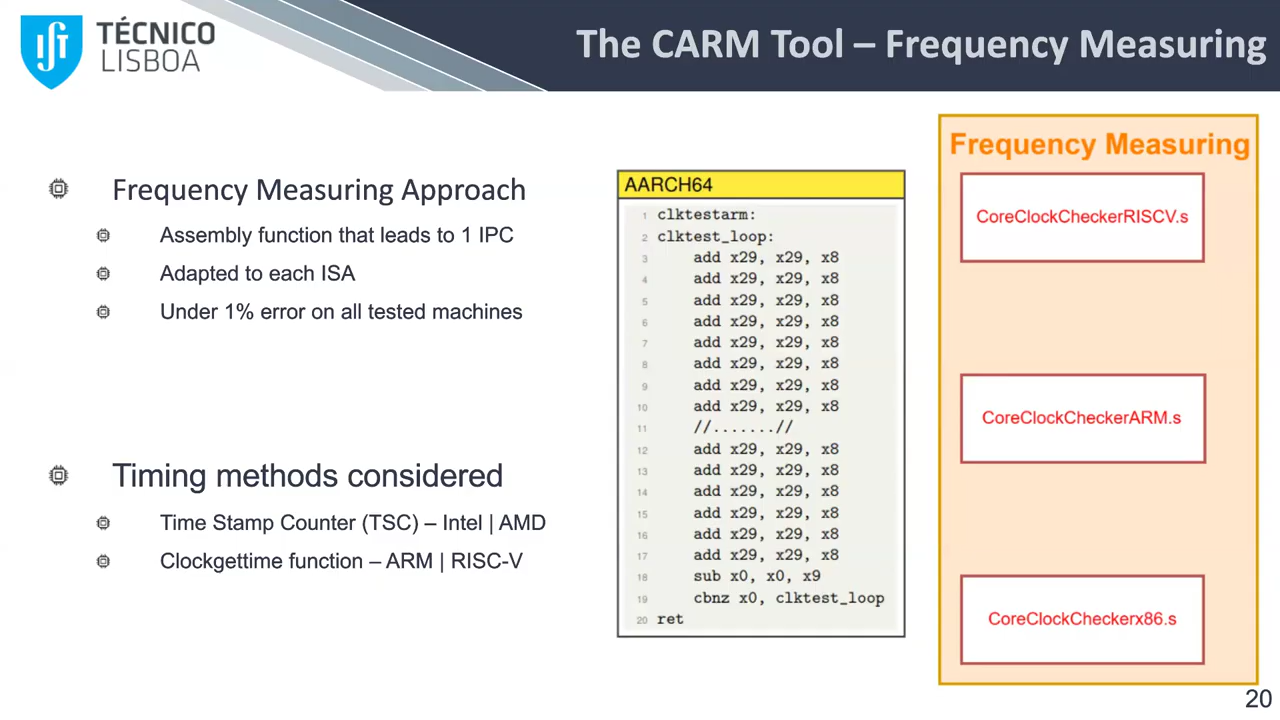 TÉCNICO
LISBOA
The CARM Tool – Frequency Measuring
Frequency Measuring Approach
Assembly function that leads to 1 IPC
Adapted to each ISA
Under 1% error on all tested machines
Timing methods considered
Time Stamp Counter (TSC) – Intel | AMD
Clockgettime function – ARM | RISC-V
AARCH64
1 clktestarm:
2 clktest_loop:
3 add x29, x29, x8
4 add x29, x29, x8
5 add x29, x29, x8
6 add x29, x29, x8
7 add x29, x29, x8
8 add x29, x29, x8
9 add x29, x29, x8
10 add x29, x29, x8
11 //.......//
12 add x29, x29, x8
13 add x29, x29, x8
14 add x29, x29, x8
15 add x29, x29, x8
16 add x29, x29, x8
17 add x29, x29, x8
18 sub x0, x0, x9
19 cbnz x0, clktest_loop
20 ret
Frequency Measuring
CoreClockCheckerRISCV.s
CoreClockCheckerARM.s
CoreClockCheckerx86.s
20